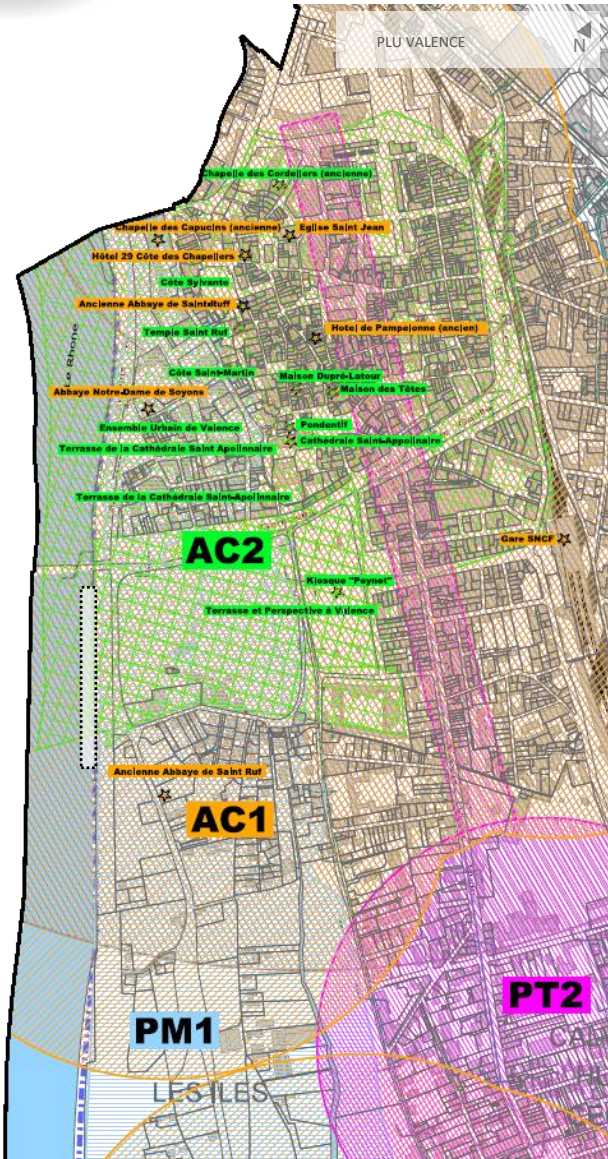 PLU VALENCE
N
Chapelle des Cordeliers (ancienne)
Chapelle des Capucins (ancienne)
Eglise Saint Jean
Hôtel 29 Côte des Chapeliers
Côte Sylvante
Ancienne Abbaye de Saint-Ruff
Temple Saint Ruf
Hotel de Pampelonne (ancien)
Le Rhone
Côte Saint-Martin
Maison Dupré-Latour
Maison des Têtes
Abbaye Notre-Dame de Soyons
Ensemble Urbain de Valence
Pendentif
Cathédrale Saint-Appolinaire
Terrasse de la Cathédrale Saint Apolinnaire
Terrasse de la Cathédrale Saint-Apolinnaire
Gare SNCF
AC2
Kiosque "Peynet"
Terrasse et Perspective à Valence
Ancienne Abbaye de Saint Ruf
AC1
PT2
PM1
LES ILES